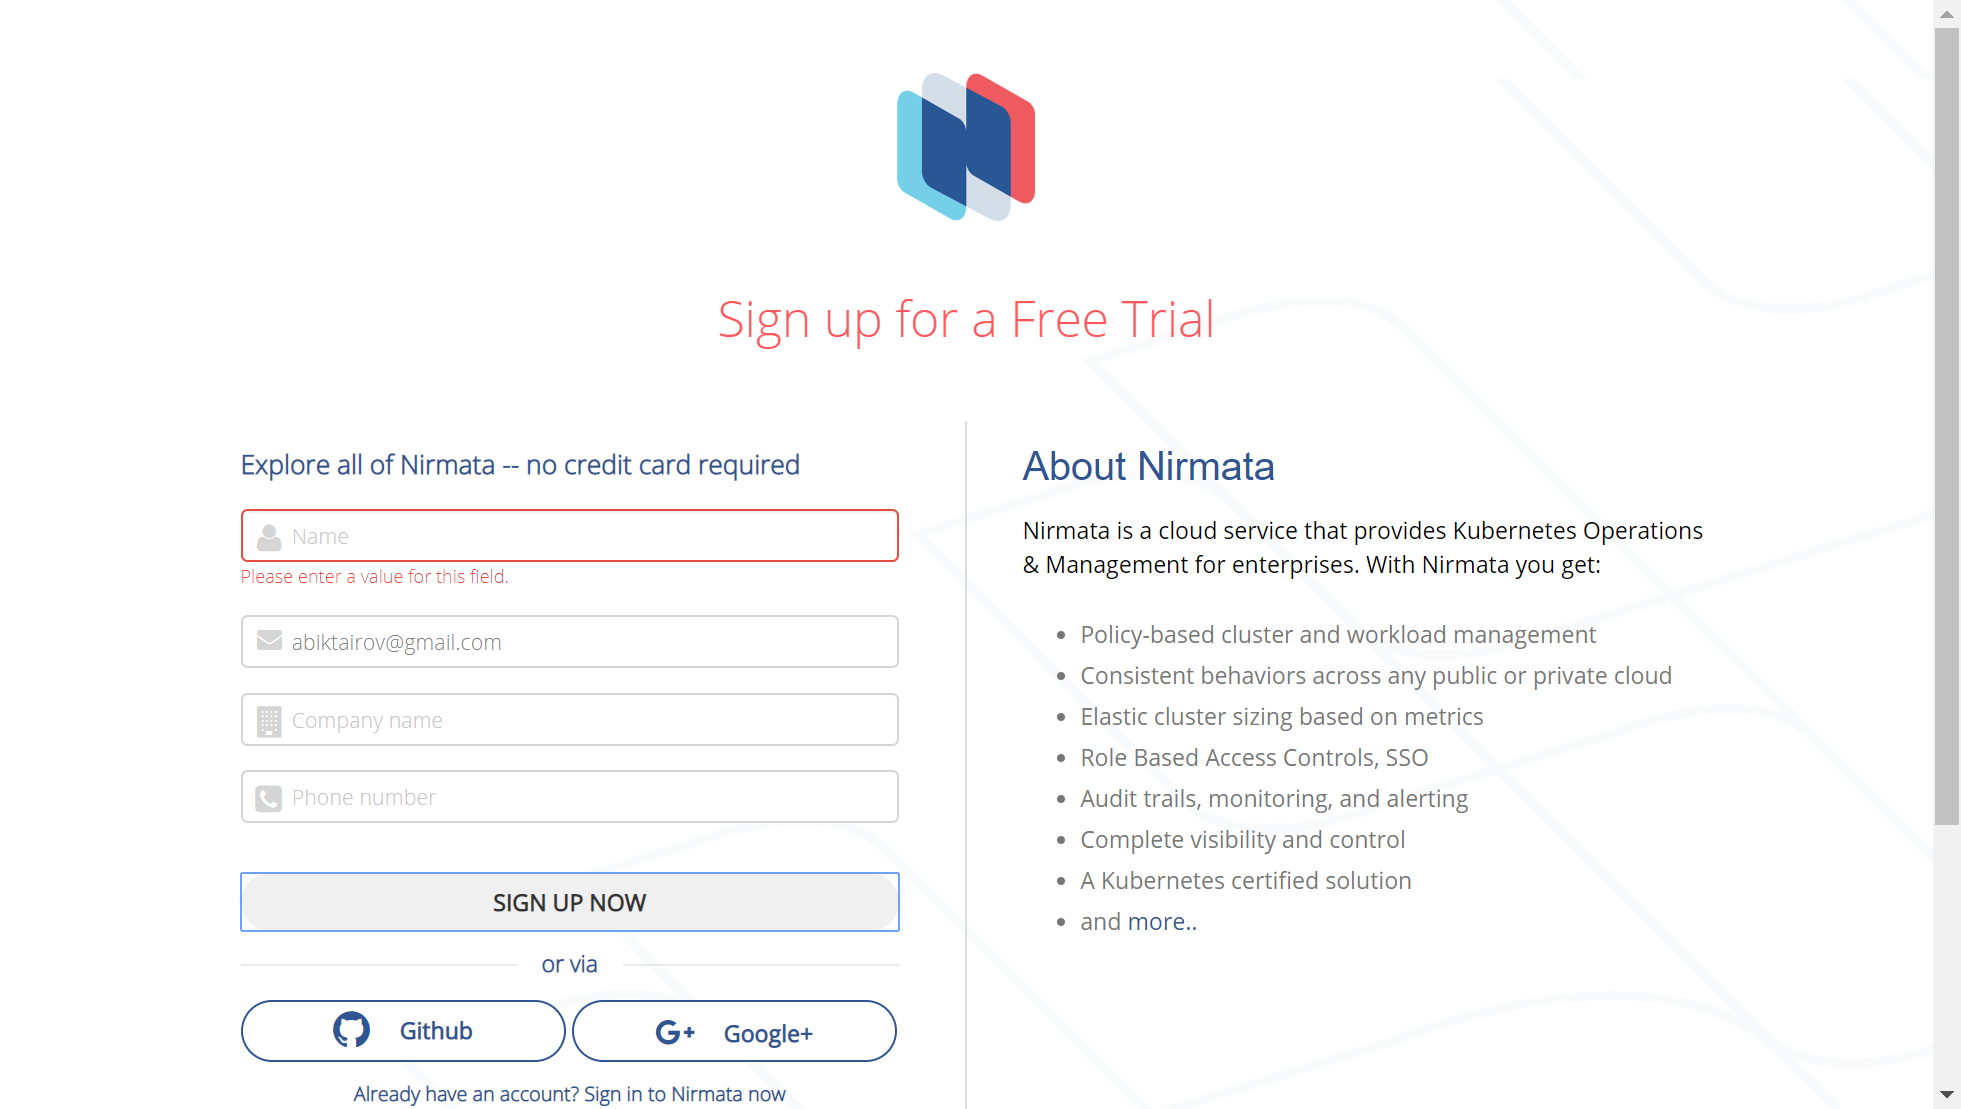 Sign up for a Free Trial
Explore all of Nirmata -- no credit card required
Name
Please enter a value for this field.
abiktairov@gmail.com
Company name
Phone number
SIGN UP NOW
or via
Github
G+ Google+
Already have an account? Sign in to Nirmata now
About Nirmata
Nirmata is a cloud service that provides Kubernetes Operations
& Management for enterprises. With Nirmata you get:
Policy-based cluster and workload management
Consistent behaviors across any public or private cloud
Elastic cluster sizing based on metrics
Role Based Access Controls, SSO
Audit trails, monitoring, and alerting
Complete visibility and control
A Kubernetes certified solution
and more..